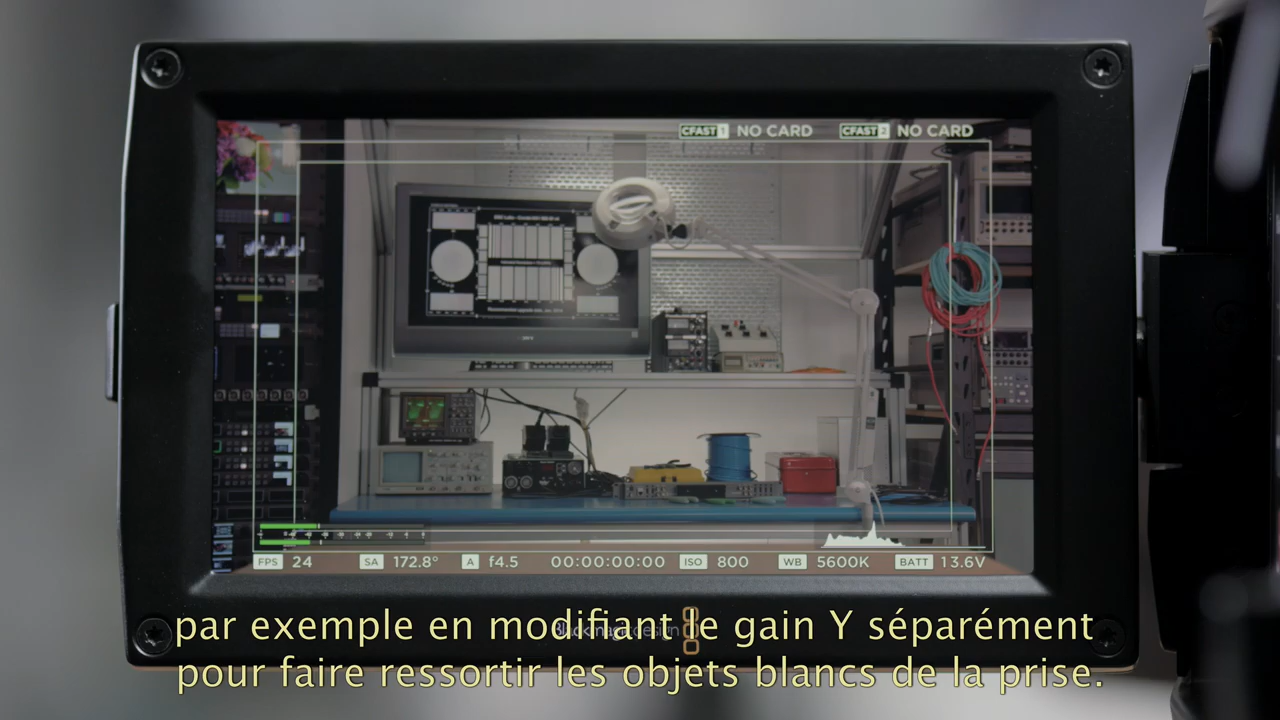 CFAST 1 NO CARD CFAST 2 NO CARD
FPS 24 SA 172.8° A f4.5 00:00:00:00 ISO 800 WB 5600K BATT 13.6V
Blackmagicdesign
par exemple en modifiant le gain Y séparément
pour faire ressortir les objets blancs de la prise.